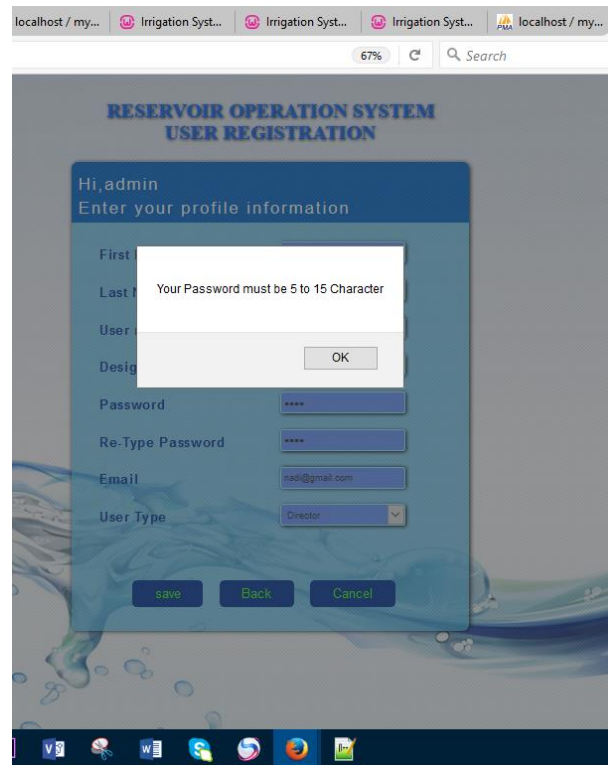 localhost / my... Irrigation Syst... Irrigation Syst... Irrigation Syst... localhost / my...
67% Search
RESERVOIR OPERATION SYSTEM
USER REGISTRATION
Hi,admin
Enter your profile information
First
Last
Your Password must be 5 to 15 Character
User
OK
Desig
Password ••••
Re-Type Password ••••
Email nadi@gmail.com
User Type Director
save Back Cancel